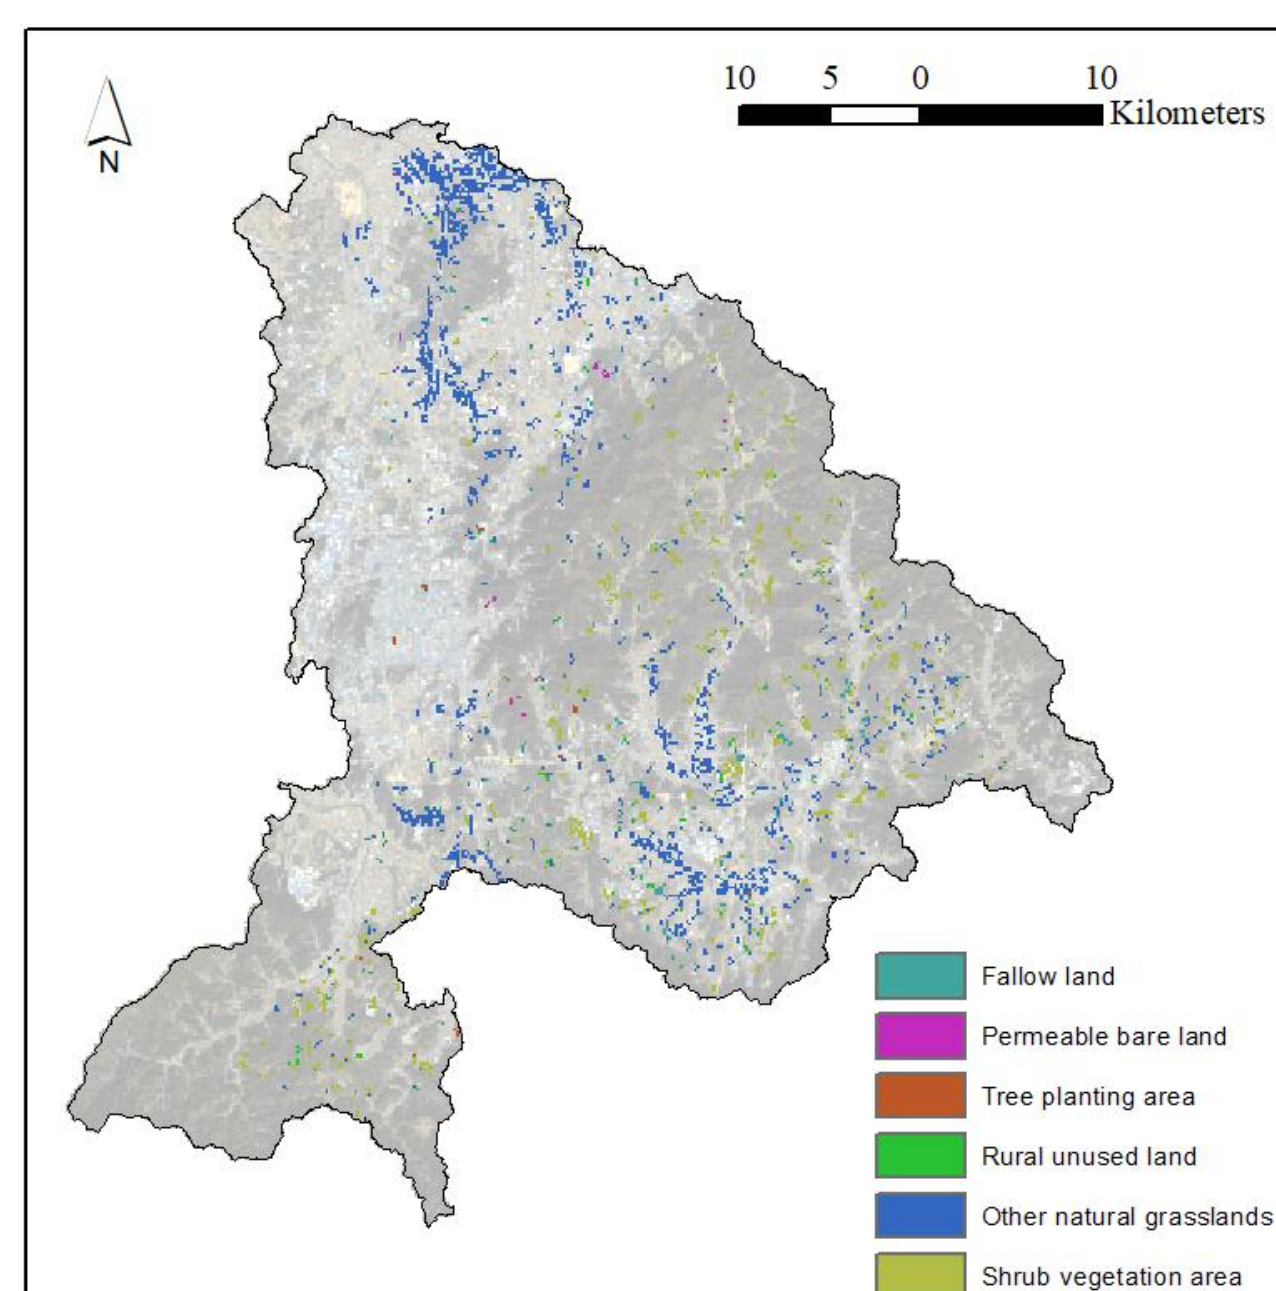 10 5 0 10
Kilometers
N
Fallow land
Permeable bare land
Tree planting area
Rural unused land
Other natural grasslands
Shrub vegetation area